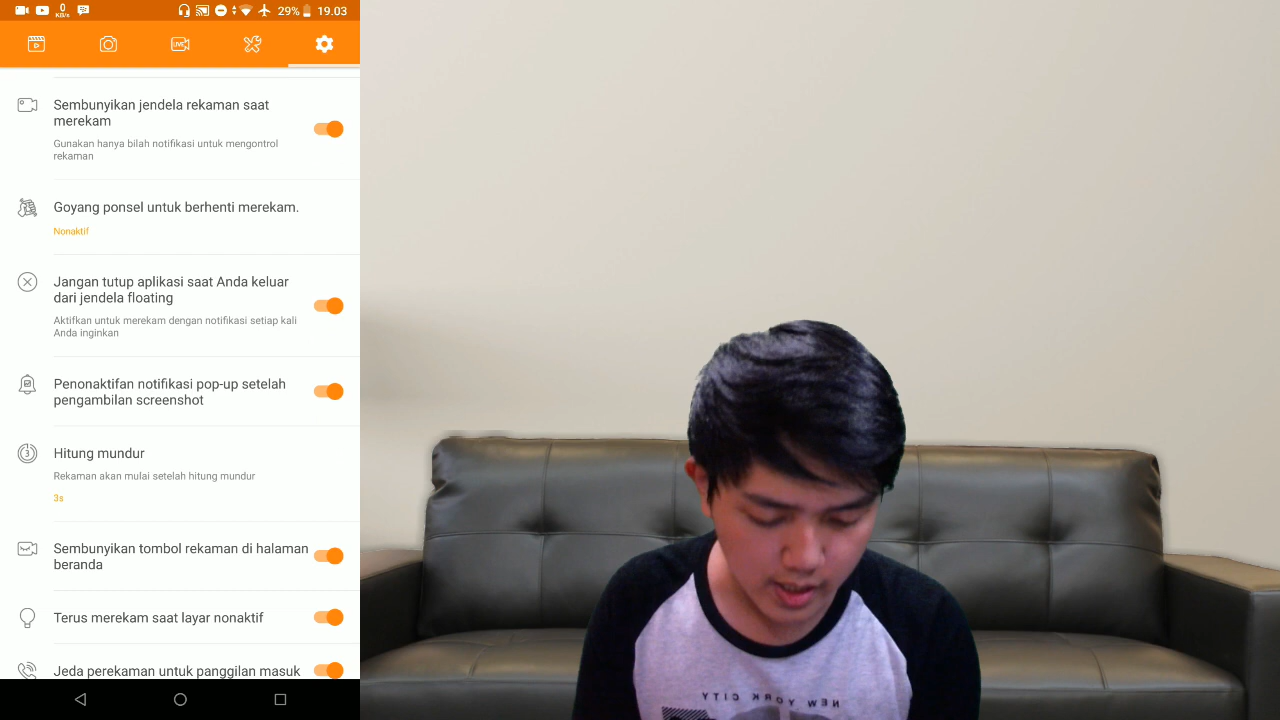 0
KB/s
29%
19.03
LIVE
Sembunyikan jendela rekaman saat
merekam
Gunakan hanya bilah notifikasi untuk mengontrol
rekaman
Goyang ponsel untuk berhenti merekam.
Nonaktif
Jangan tutup aplikasi saat Anda keluar
dari jendela floating
Aktifkan untuk merekam dengan notifikasi setiap kali
Anda inginkan
Penonaktifan notifikasi pop-up setelah
pengambilan screenshot
3
Hitung mundur
Rekaman akan mulai setelah hitung mundur
3s
Sembunyikan tombol rekaman di halaman
beranda
Terus merekam saat layar nonaktif
Jeda perekaman untuk panggilan masuk
NEW YORK CITY